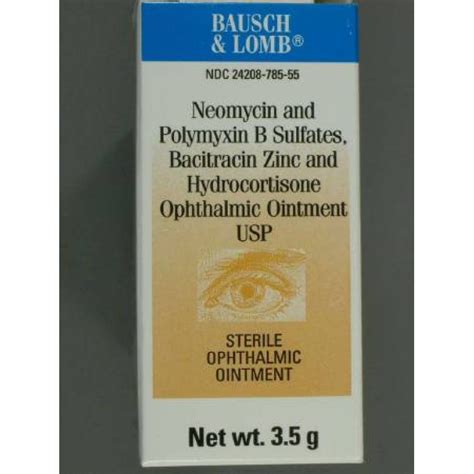 BAUSCH
& LOMB®
NDC 24208-785-55
Neomycin and
Polymyxin B Sulfates,
Bacitracin Zinc and
Hydrocortisone
Ophthalmic Ointment
USP
STERILE
OPHTHALMIC
OINTMENT
Net wt. 3.5 g